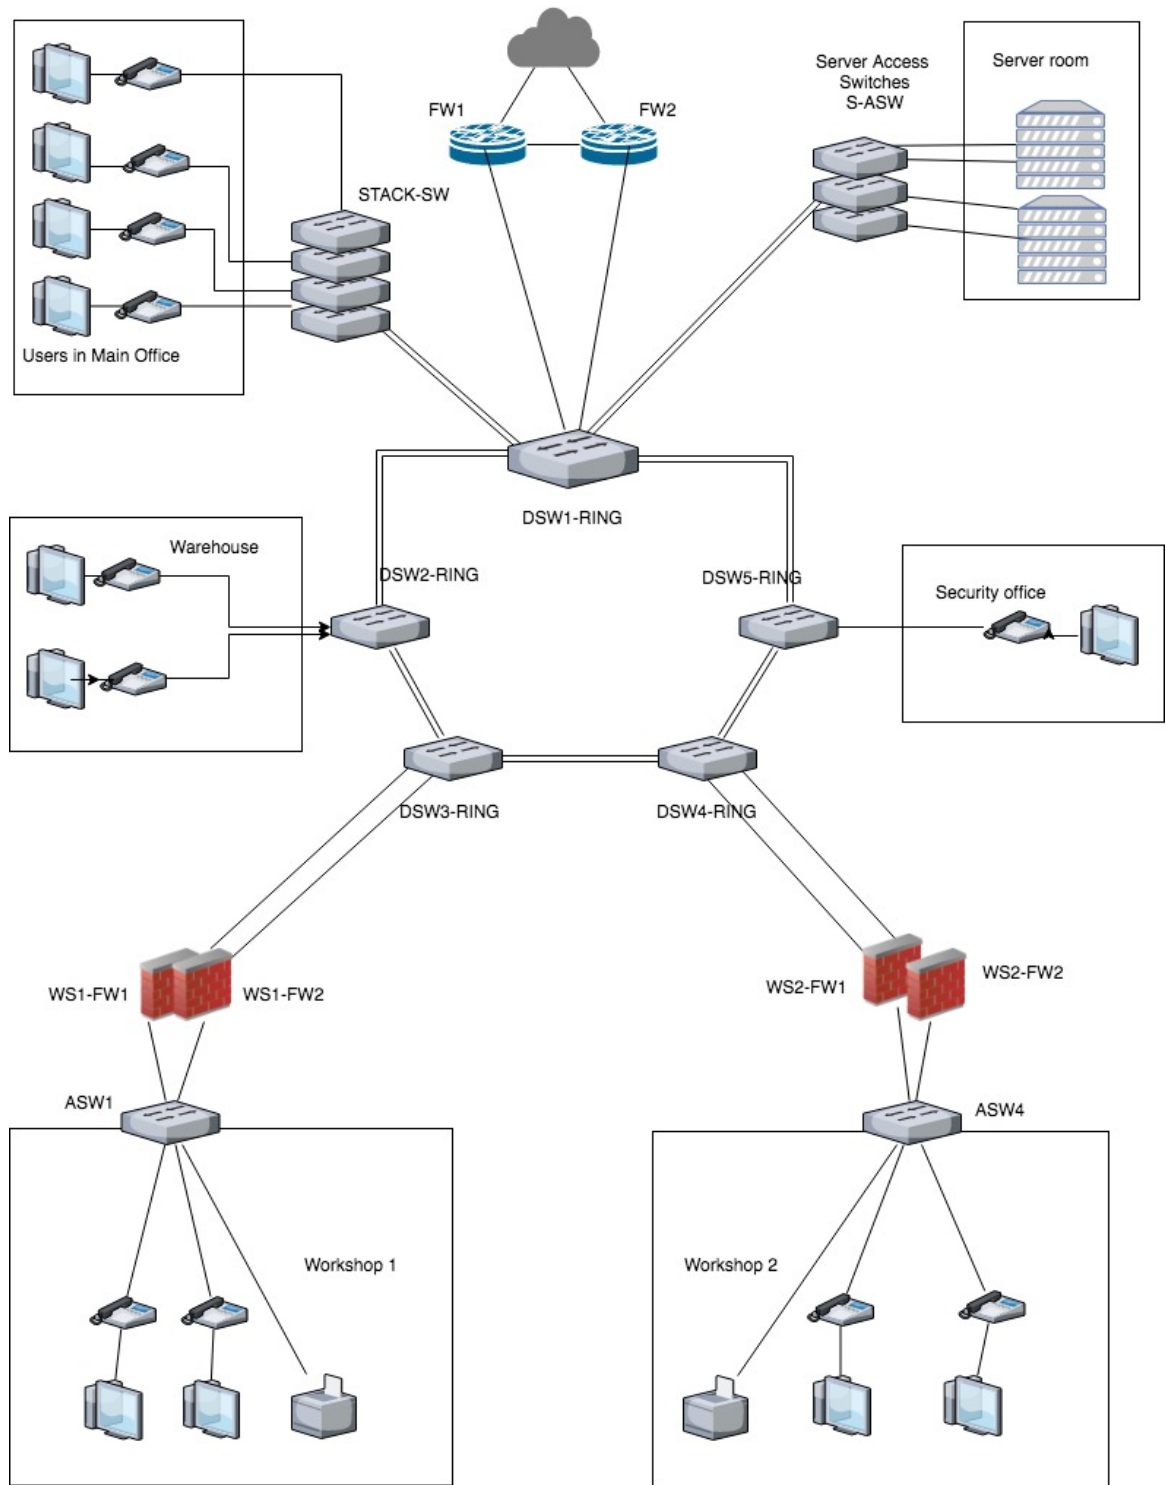 FW1
FW2
Server Access
Switches
S-ASW
Server room
STACK-SW
Users in Main Office
DSW1-RING
Warehouse
DSW2-RING
DSW5-RING
Security office
DSW3-RING
DSW4-RING
WS1-FW1
WS1-FW2
WS2-FW1
WS2-FW2
ASW1
ASW4
Workshop 1
Workshop 2